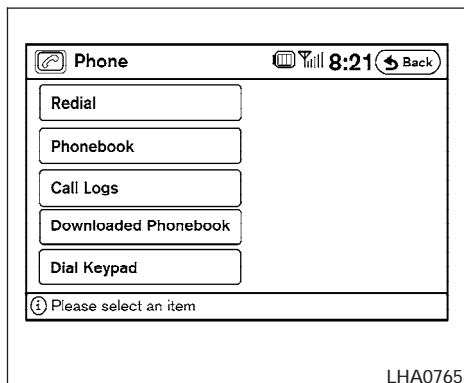 Phone 8:21 Back
Redial
Phonebook
Call Logs
Downloaded Phonebook
Dial Keypad
i Please select an item
LHA0765